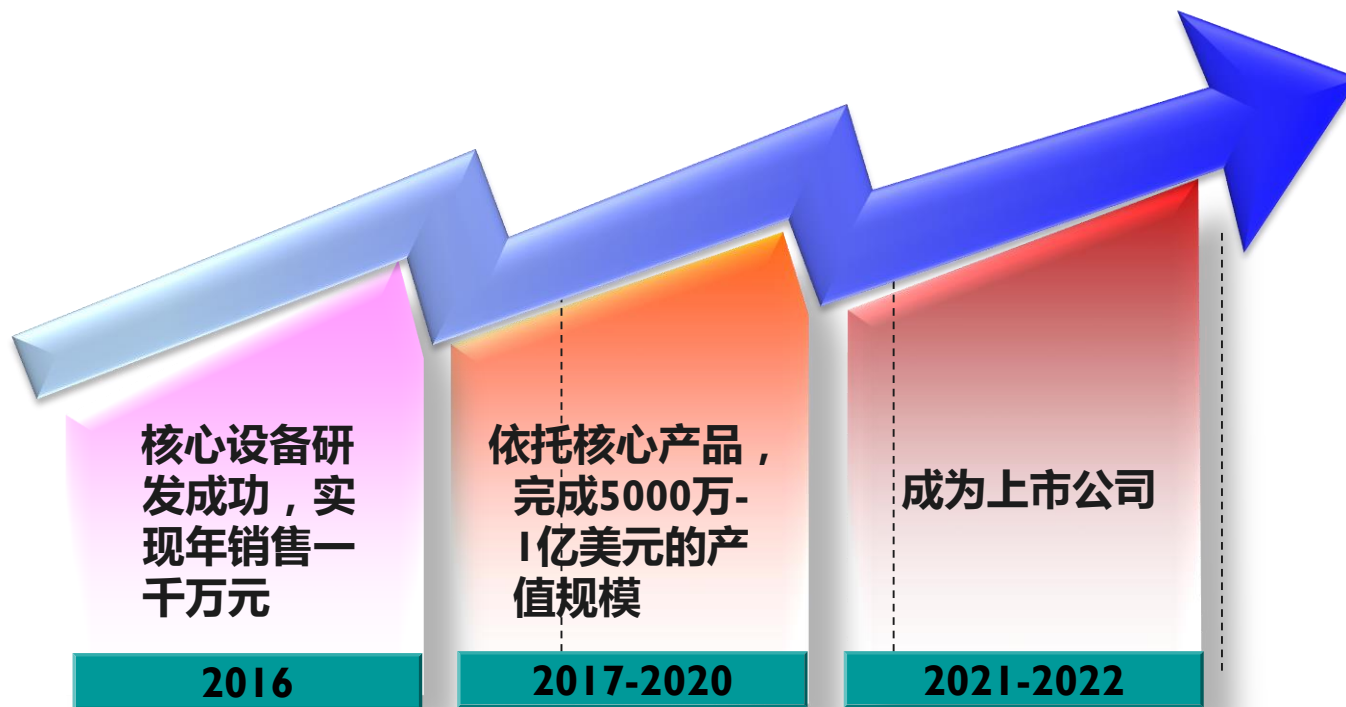 核心设备研
发成功，实
现年销售一
千万元
依托核心产品，
完成5000万-
1亿美元的产
值规模
成为上市公司
2016
2017-2020
2021-2022